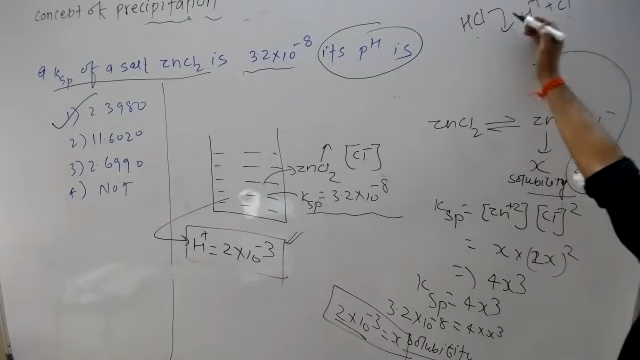 concept of precipitation
Q Ksp of a salt ZnCl2 is 32×10^-8 its pH is
1) 2.3980
2) 11.6020
3) 2.6990
4) NOT
ZnCl2 [Cl-]
Ksp = 3.2×10^-8
H+ = 2×10^-3
HCl H+ + Cl-
ZnCl2 ⇌
x
solubility
Ksp = [Zn+2] [Cl-]^2
= x × (2x)^2
=) 4x3
Ksp = 4x3
3.2×10^-8 = 4×x3
2×10^-3 = x solubility